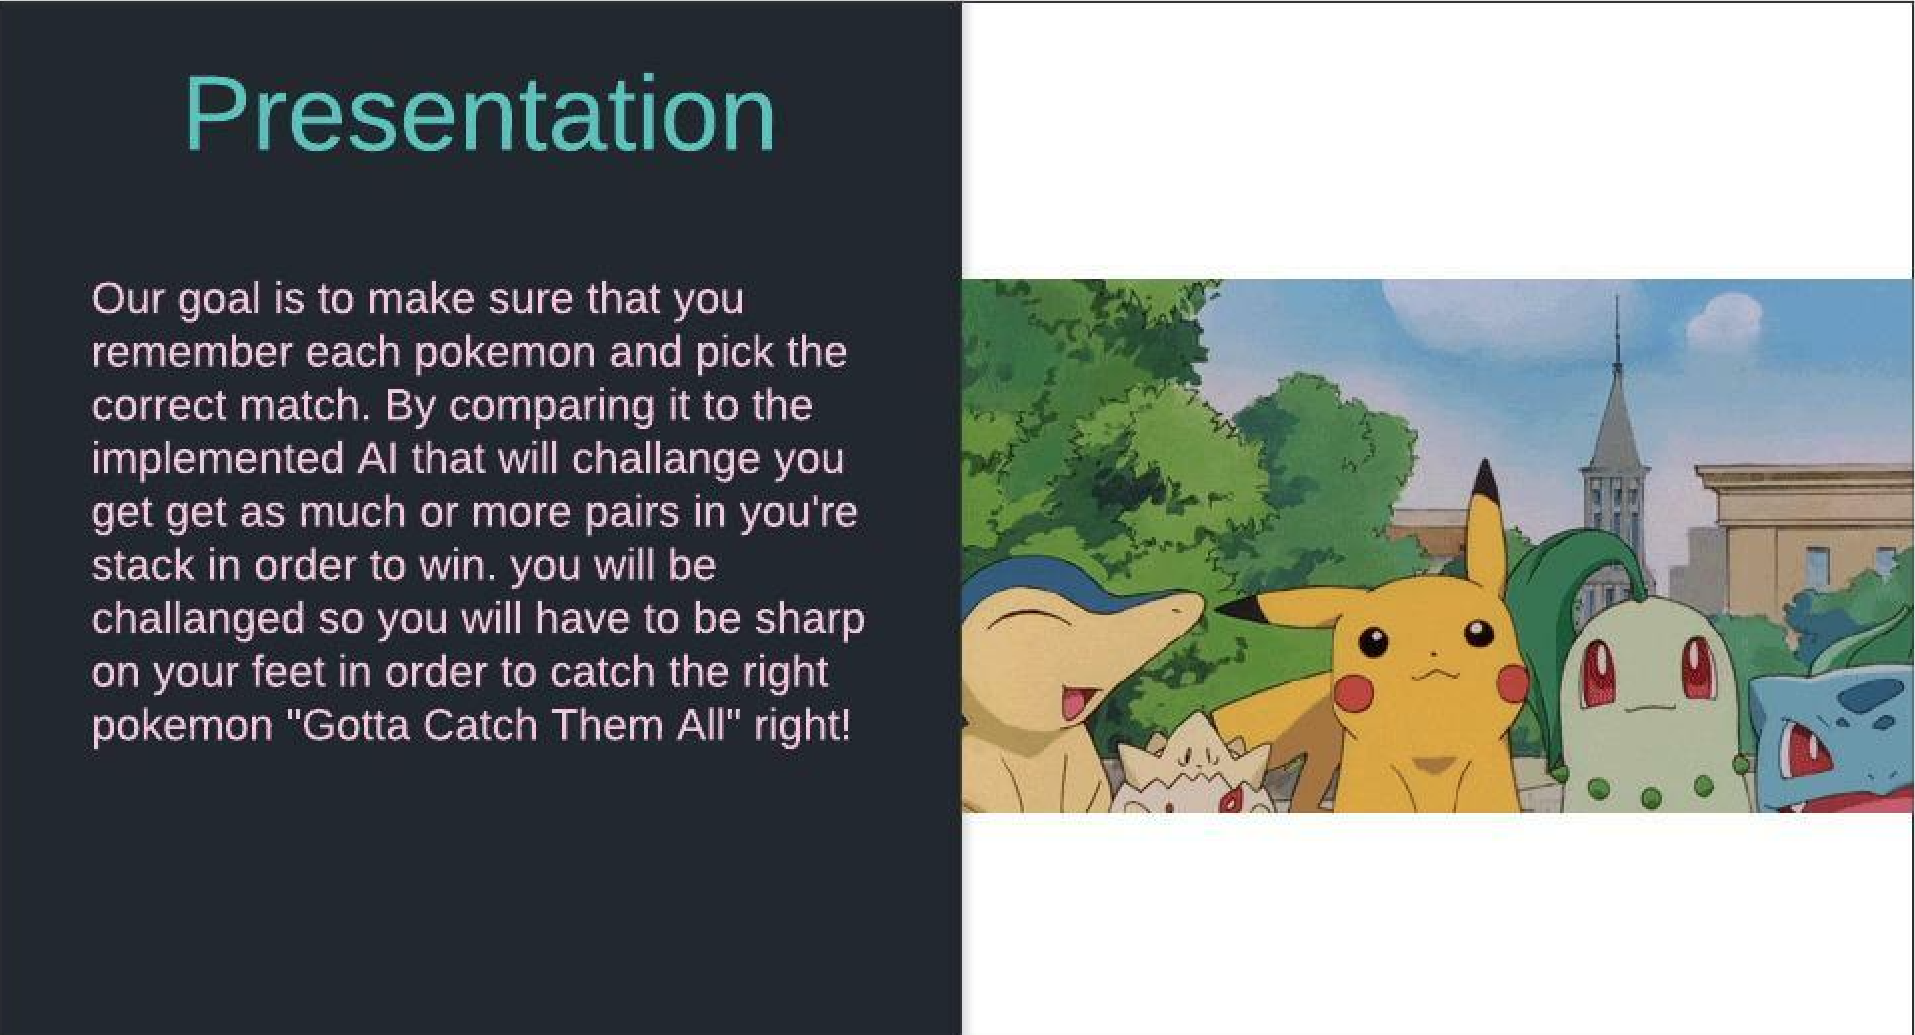 Presentation
Our goal is to make sure that you
remember each pokemon and pick the
correct match. By comparing it to the
implemented AI that will challange you
get get as much or more pairs in you're
stack in order to win. you will be
challanged so you will have to be sharp
on your feet in order to catch the right
pokemon "Gotta Catch Them All" right!